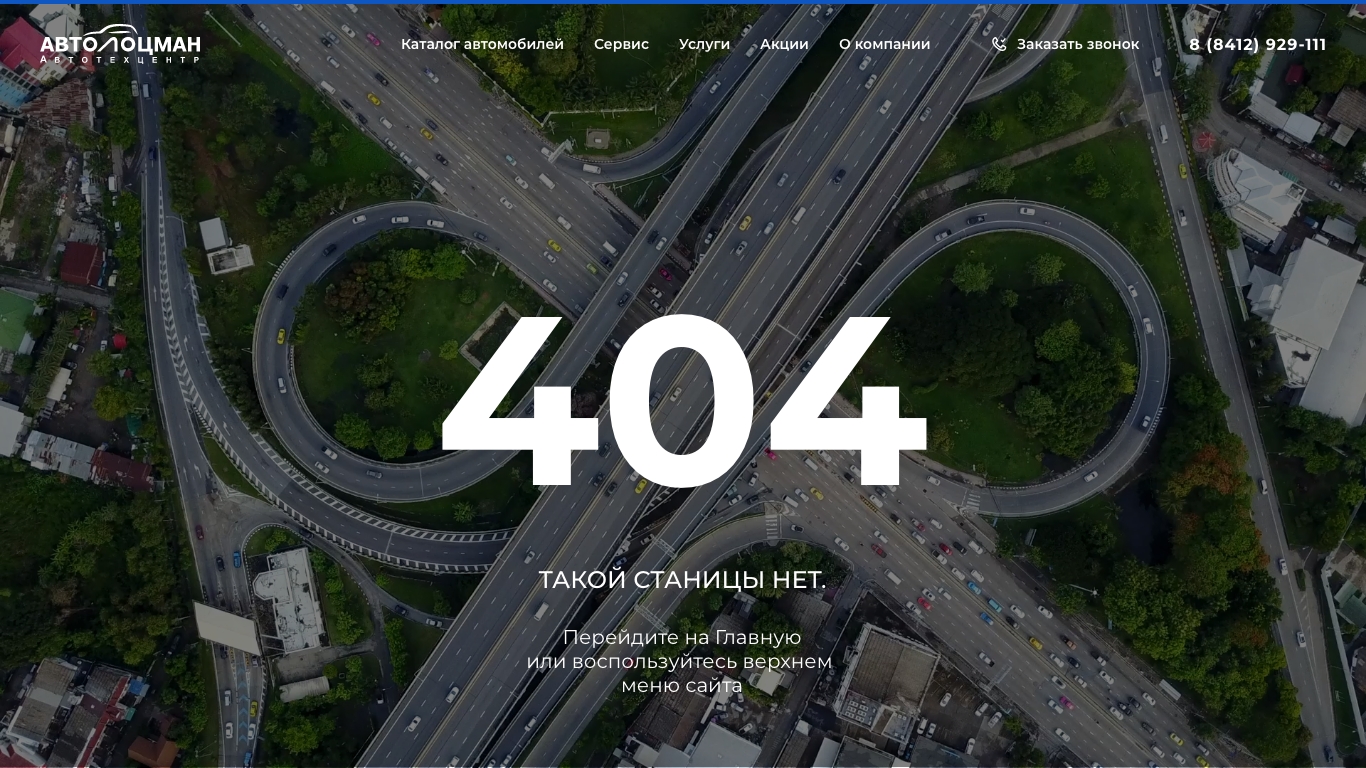 АВТОЛОЦМАН
АВТОТЕХЦЕНТР
Каталог автомобилей Сервис Услуги Акции О компании Заказать звонок 8 (8412) 929-111
404
ТАКОЙ СТАНИЦЫ НЕТ.
Перейдите на Главную
или воспользуйтесь верхнем
меню сайта